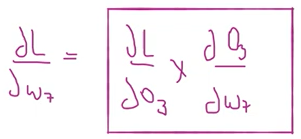 ∂L/∂w₇ = ∂L/∂O₃ × ∂O₃/∂w₇